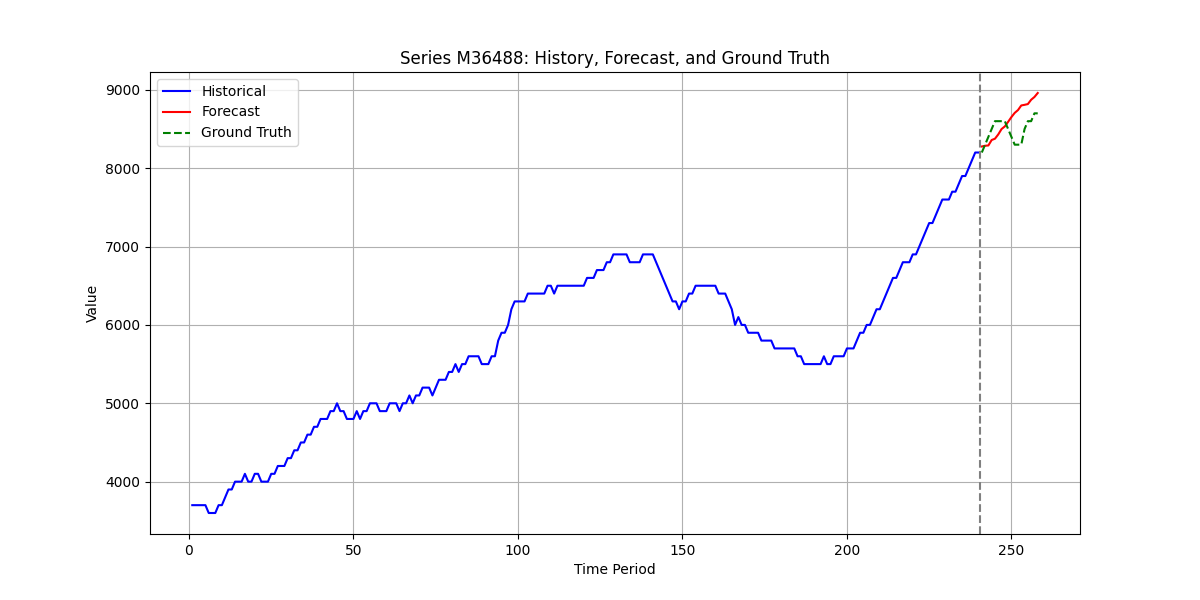 Series M36488: History, Forecast, and Ground Truth
Historical
Forecast
Ground Truth
9000
8000
7000
6000
5000
4000
Value
0 50 100 150 200 250
Time Period